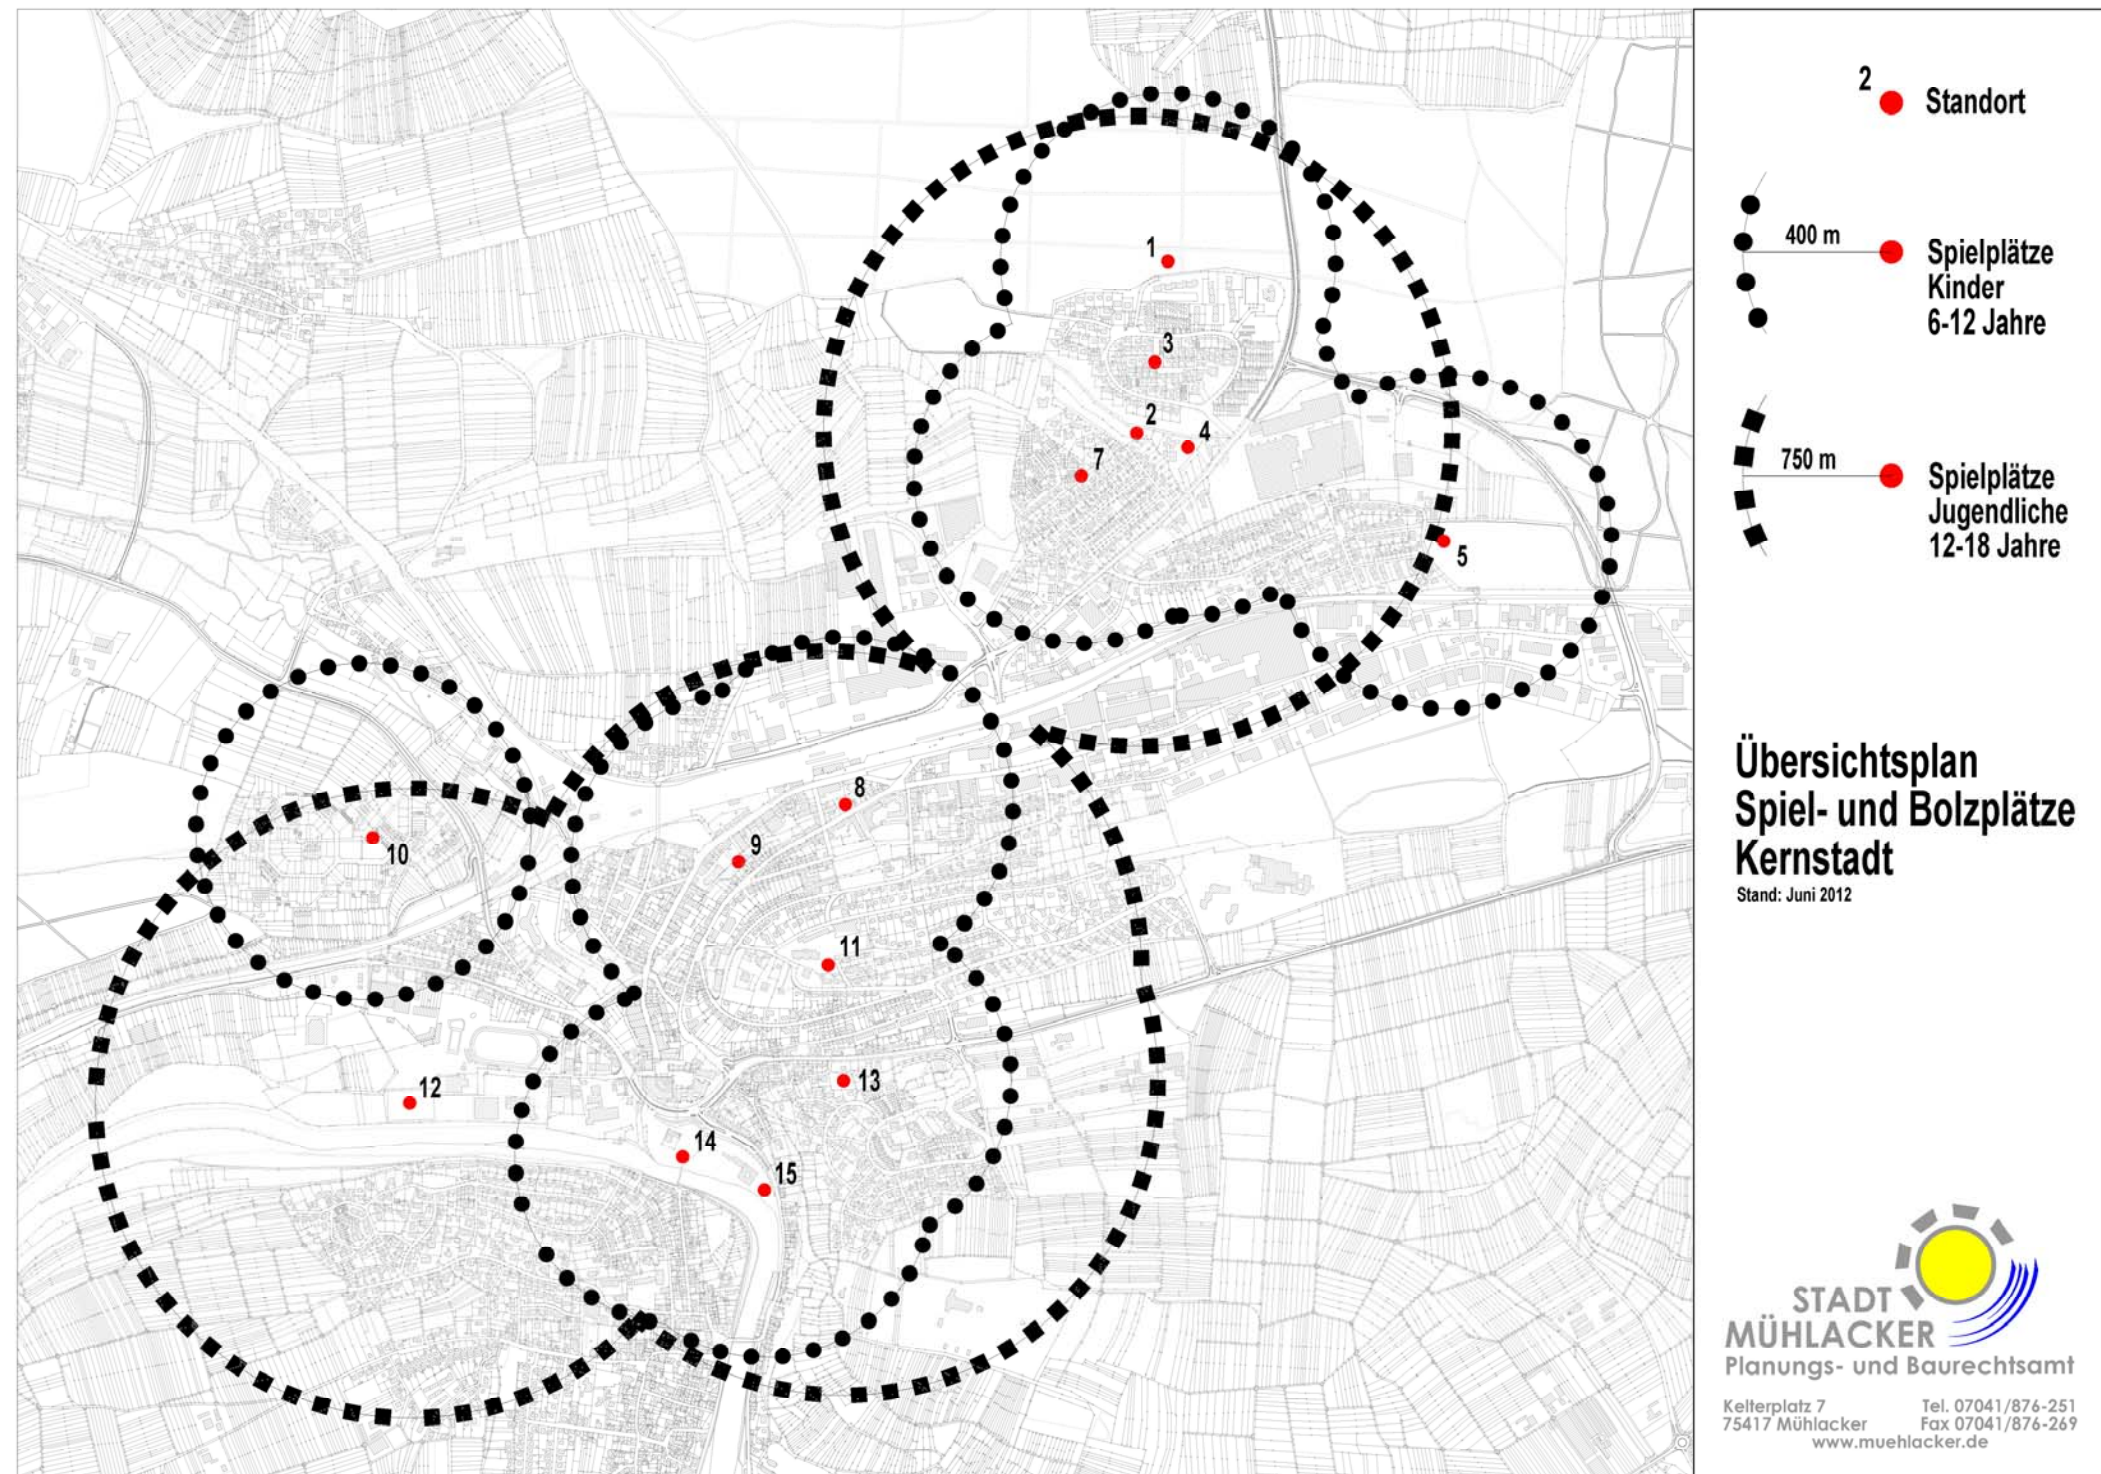 1
3
2
4
7
5
8
9
10
11
12
13
14
15
2
Standort
400 m
Spielplätze
Kinder
6-12 Jahre
750 m
Spielplätze
Jugendliche
12-18 Jahre
Übersichtsplan
Spiel- und Bolzplätze
Kernstadt
Stand: Juni 2012
STADT
MÜHLACKER
Planungs- und Baurechtsamt
Kelterplatz 7 Tel. 07041/876-251
75417 Mühlacker Fax 07041/876-269
www.muehlacker.de